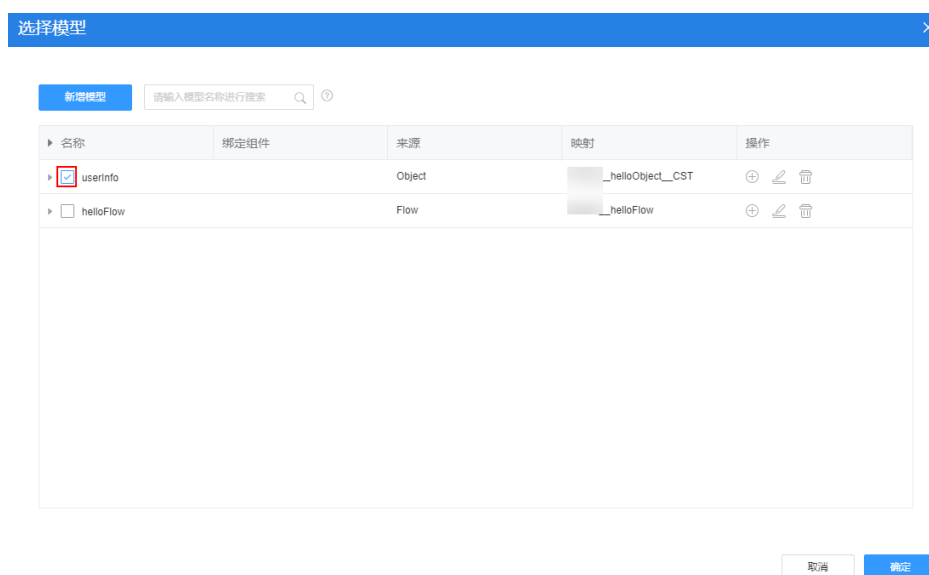 选择模型
新增模型 请输入模型名称进行搜索
名称 绑定组件 来源 映射 操作
userInfo Object __helloObject__CST
helloFlow Flow __helloFlow
取消 确定